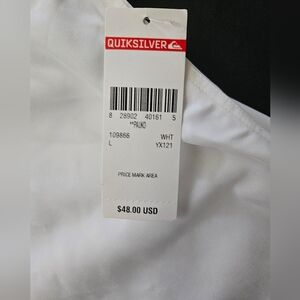 QUIKSILVER
8 28902 40161 5
109866 WHT
L YX121
PRICE MARK AREA
$48.00 USD